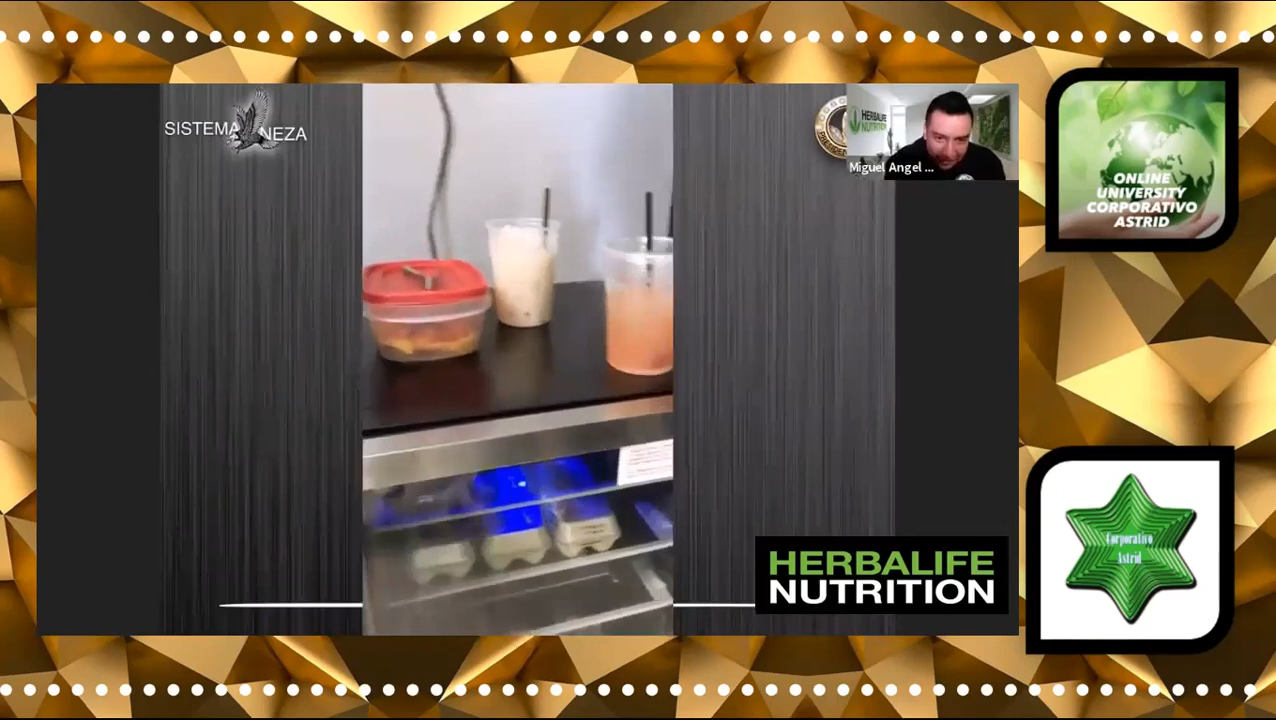 SISTEMA NEZA
HERBALIFE
NUTRITION
Miguel Angel ...
ONLINE
UNIVERSITY
CORPORATIVO
ASTRID
Corporativo
Astrid
HERBALIFE
NUTRITION